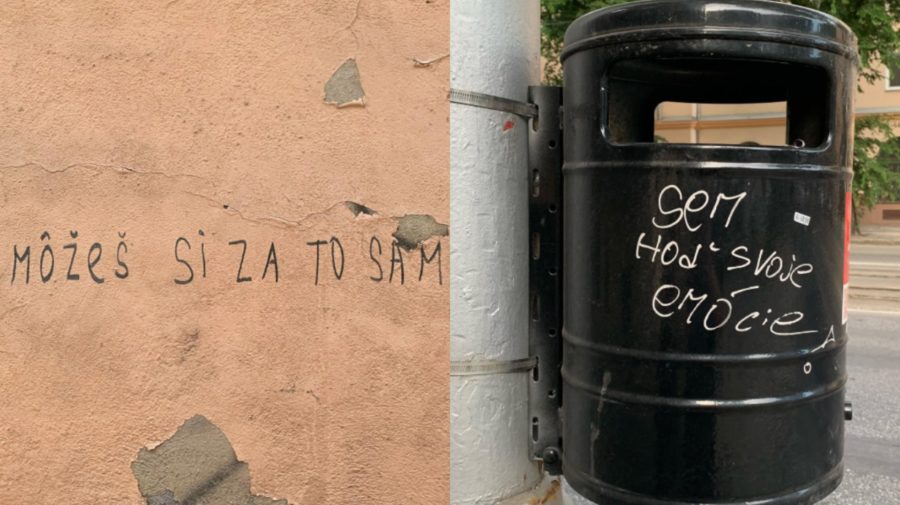 MÔŽeŠ Si ZA TO SÁM
Sem
HOĎ SVOJe
emócie